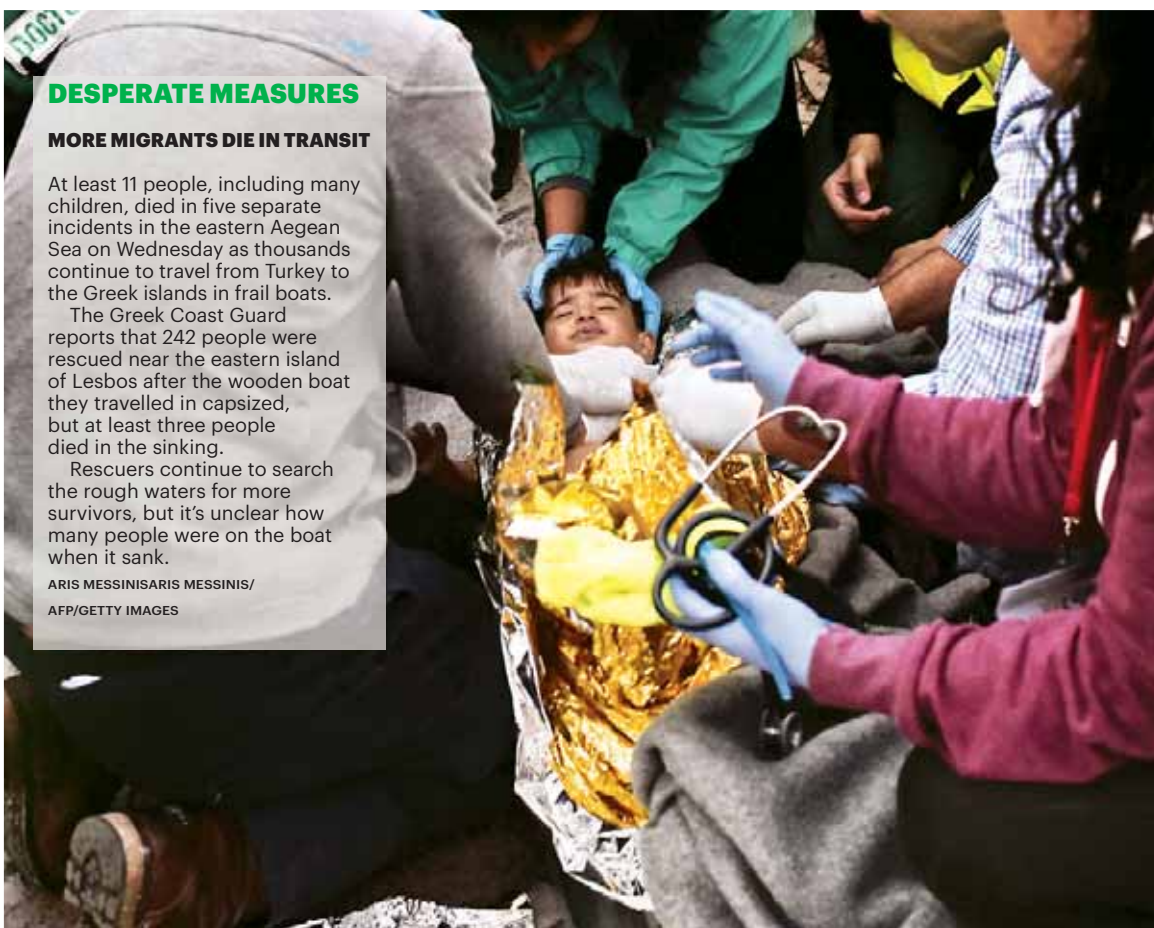 DOCT
DESPERATE MEASURES
MORE MIGRANTS DIE IN TRANSIT
At least 11 people, including many
children, died in five separate
incidents in the eastern Aegean
Sea on Wednesday as thousands
continue to travel from Turkey to
the Greek islands in frail boats.
The Greek Coast Guard
reports that 242 people were
rescued near the eastern island
of Lesbos after the wooden boat
they travelled in capsized,
but at least three people
died in the sinking.
Rescuers continue to search
the rough waters for more
survivors, but it's unclear how
many people were on the boat
when it sank.
ARIS MESSINISARIS MESSINIS/
AFP/GETTY IMAGES